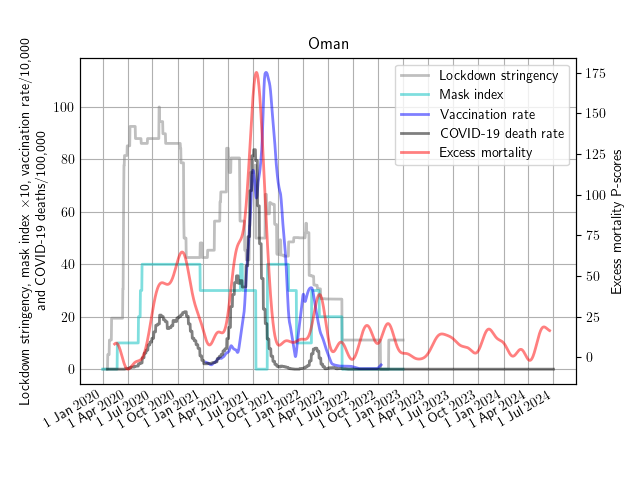 Oman
Lockdown stringency, mask index ×10, vaccination rate/10,000
and COVID-19 deaths/100,000
100
80
60
40
20
0
Lockdown stringency
Mask index
Vaccination rate
COVID-19 death rate
Excess mortality
175
150
125
100
75
50
25
0
Excess mortality P-scores
1 Jan 2020
1 Apr 2020
1 Jul 2020
1 Oct 2020
1 Jan 2021
1 Apr 2021
1 Jul 2021
1 Oct 2021
1 Jan 2022
1 Apr 2022
1 Jul 2022
1 Oct 2022
1 Jan 2023
1 Apr 2023
1 Jul 2023
1 Oct 2023
1 Jan 2024
1 Apr 2024
1 Jul 2024